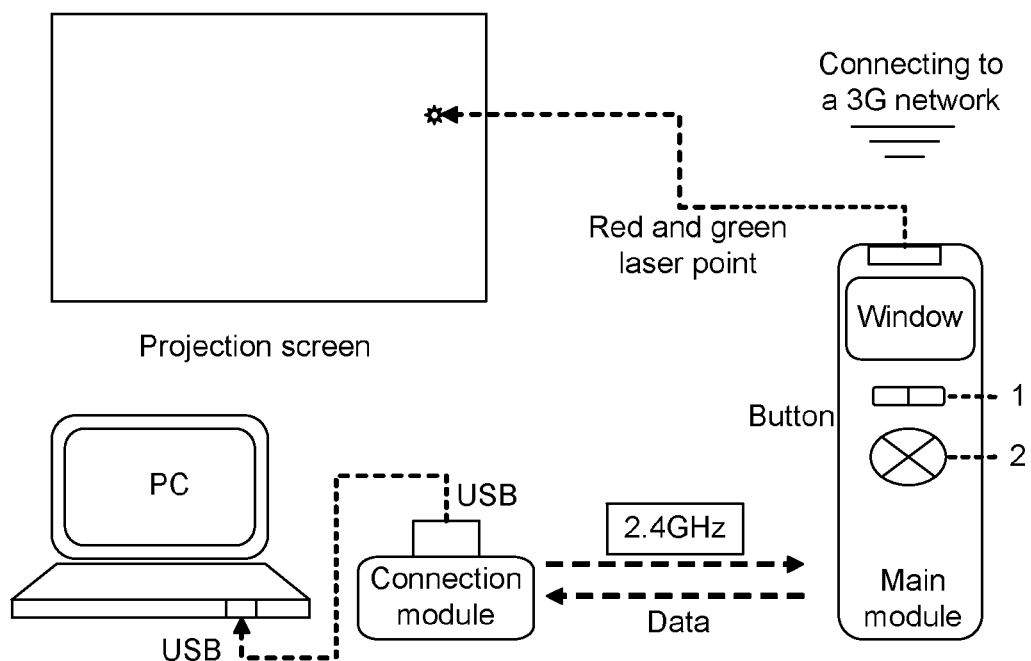 Connecting to
a 3G network
Red and green
laser point
Projection screen
Window
1
Button
2
PC
USB
2.4GHz
Connection
module
Data
Main
module
USB